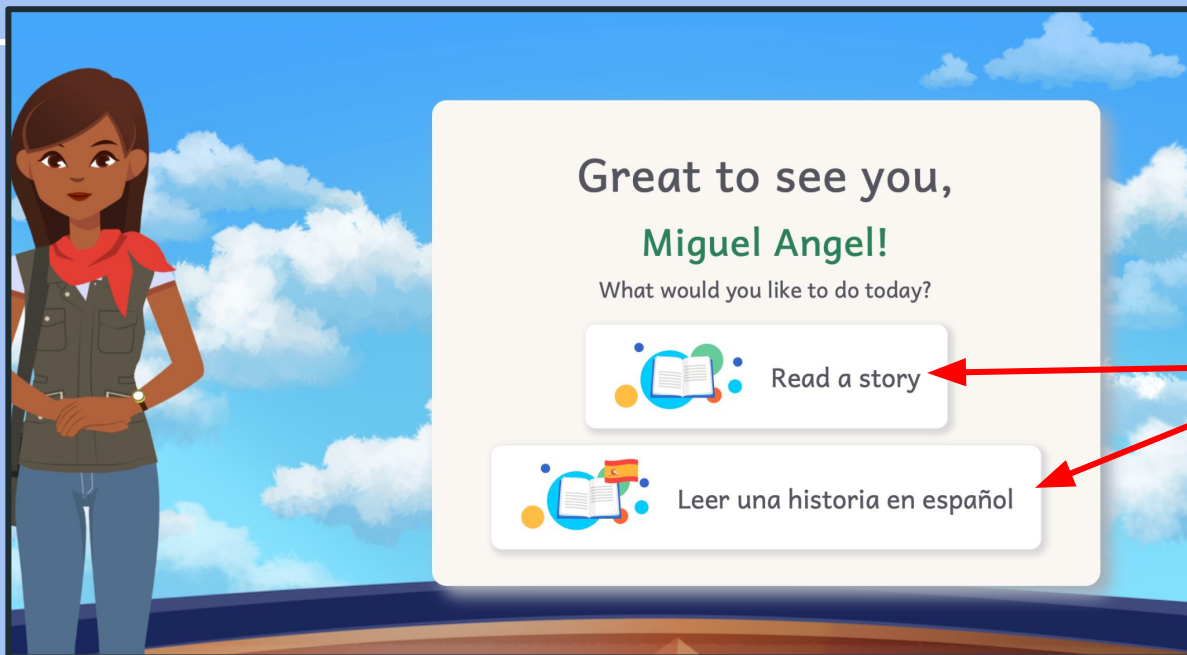 Great to see you,
Miguel Angel!
What would you like to do today?
Read a story
Leer una historia en español